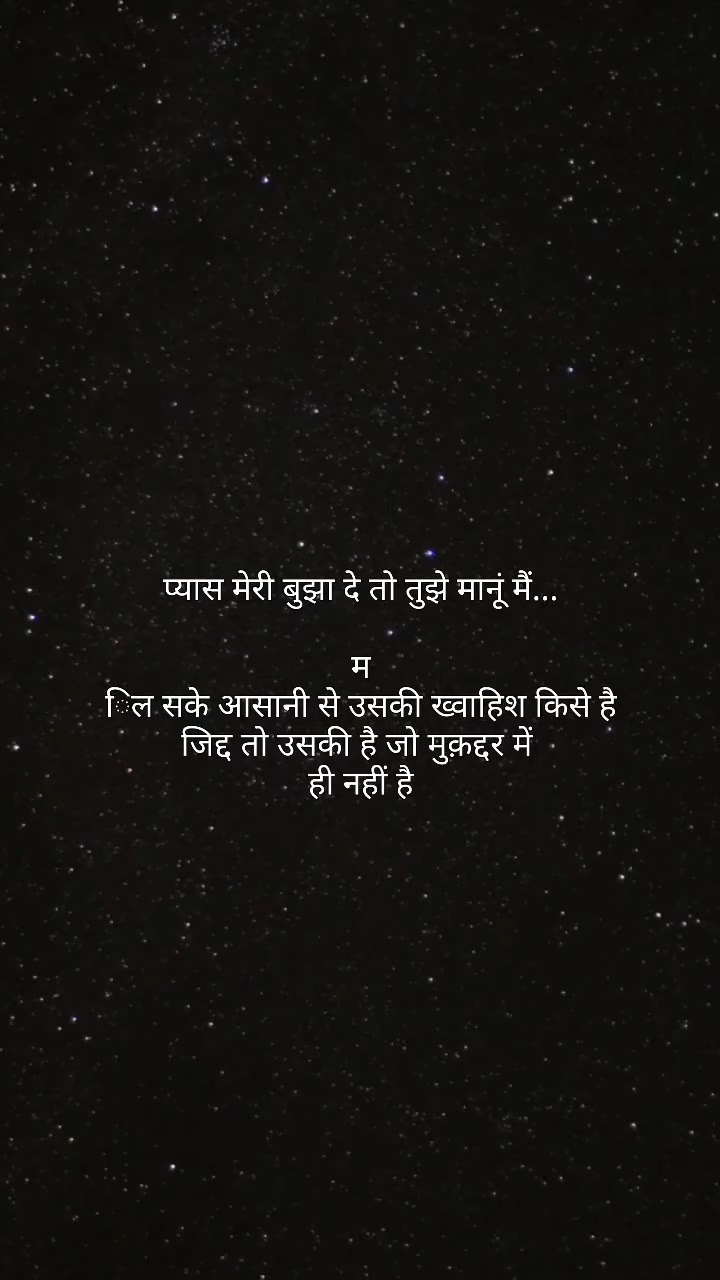 प्यास मेरी बुझा दे तो तुझे मानूं मैं...
म
िल सके आसानी से उसकी ख्वाहिश किसे है
जिद्द तो उसकी है जो मुक़द्दर में
ही नहीं है